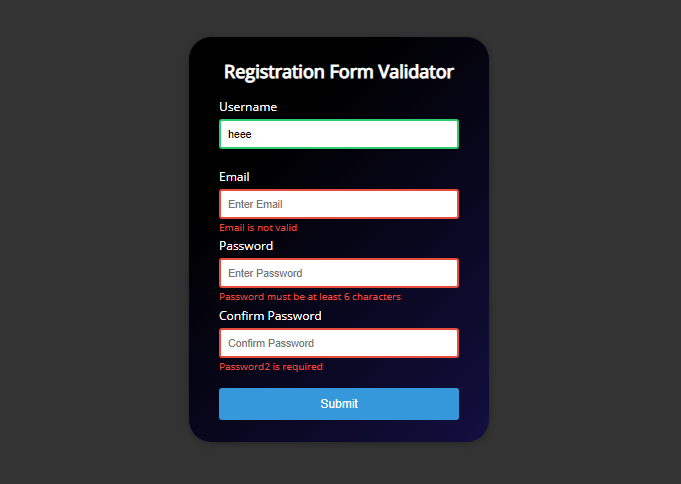 Registration Form Validator
Username
heee
Email
Enter Email
Email is not valid
Password
Enter Password
Password must be at least 6 characters
Confirm Password
Confirm Password
Password2 is required
Submit